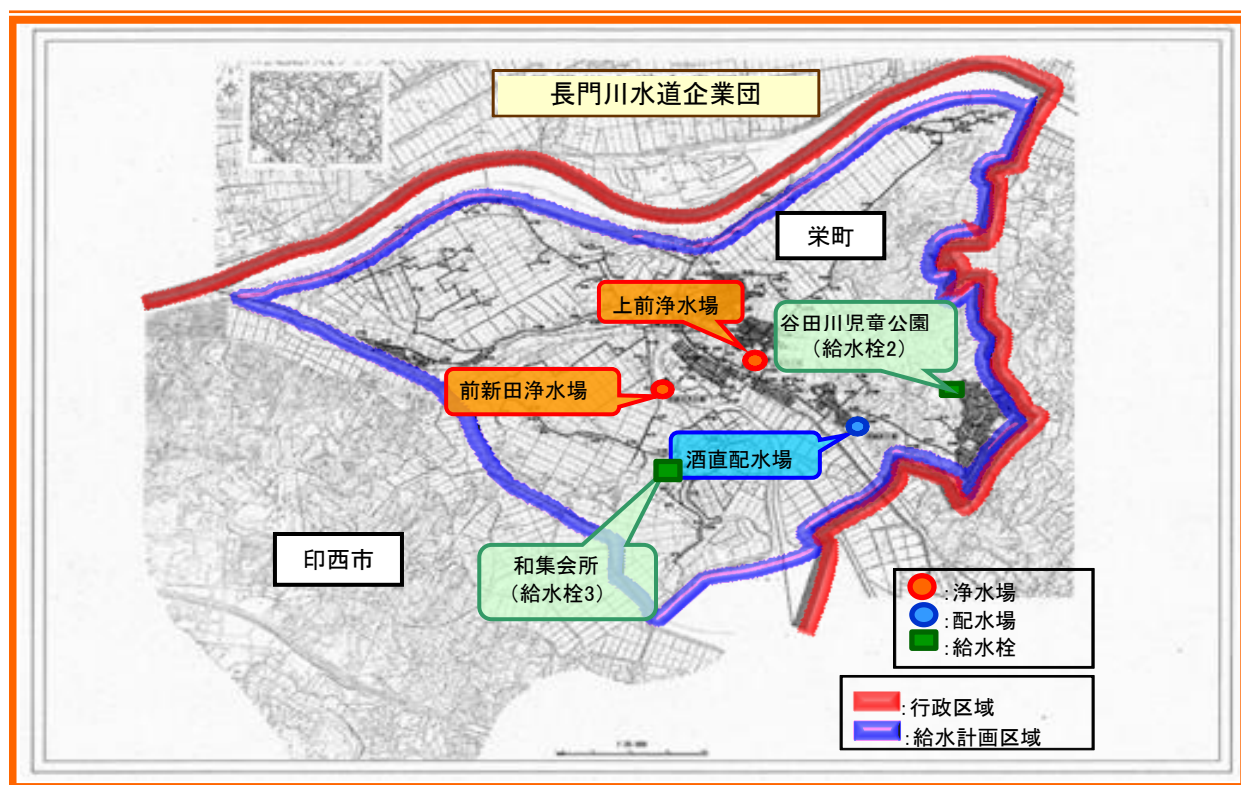 長門川水道企業団
栄町
上前浄水場
谷田川児童公園
（給水栓2）
前新田浄水場
酒直配水場
印西市
和集会所
（給水栓3）
:浄水場
:配水場
:給水栓
:行政区域
:給水計画区域